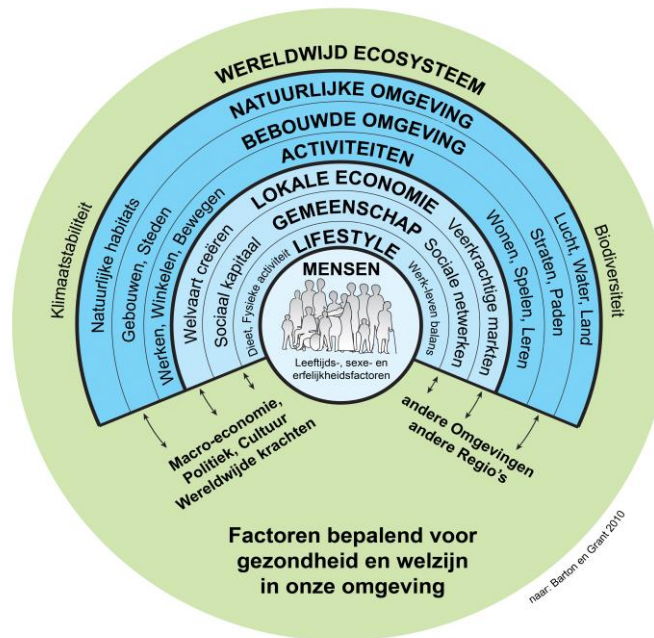 WERELDWIJD ECOSYSTEEM
NATUURLIJKE OMGEVING
BEBOUWDE OMGEVING
ACTIVITEITEN
LOKALE ECONOMIE
GEMEENSCHAP
LIFESTYLE
MENSEN
Leeftijds-, sexe- en
erfelijkheidsfactoren
Klimaatstabiliteit
Natuurlijke habitats
Gebouwen, Steden
Werken, Winkelen, Bewegen
Welvaart creëren
Sociaal kapitaal
Dieet, Fysieke activiteit
Werk-leven balans
Sociale netwerken
Veerkrachtige markten
Wonen, Spelen, Leren
Straten, Paden
Lucht, Water, Land
Biodiversiteit
Macro-economie,
Politiek, Cultuur
Wereldwijde krachten
andere Omgevingen
andere Regio's
Factoren bepalend voor
gezondheid en welzijn
in onze omgeving
naar: Barton en Grant 2010